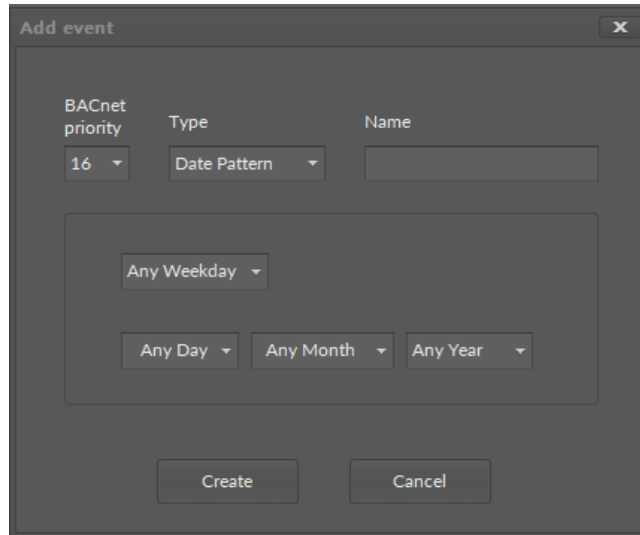 Add event
x
BACnet
priority
Type
Name
16
Date Pattern
Any Weekday
Any Day
Any Month
Any Year
Create
Cancel